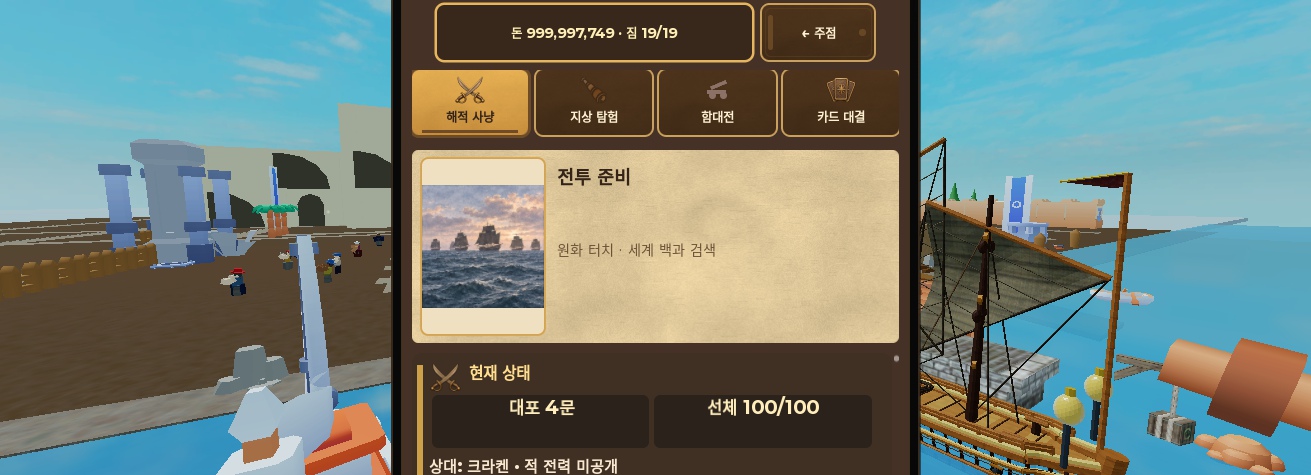 돈 999,997,749 · 짐 19/19
← 주점
해적 사냥
지상 탐험
함대전
카드 대결
전투 준비
원화 터치 · 세계 백과 검색
현재 상태
대포 4문
선체 100/100
상대: 크라켄 • 적 전력 미공개